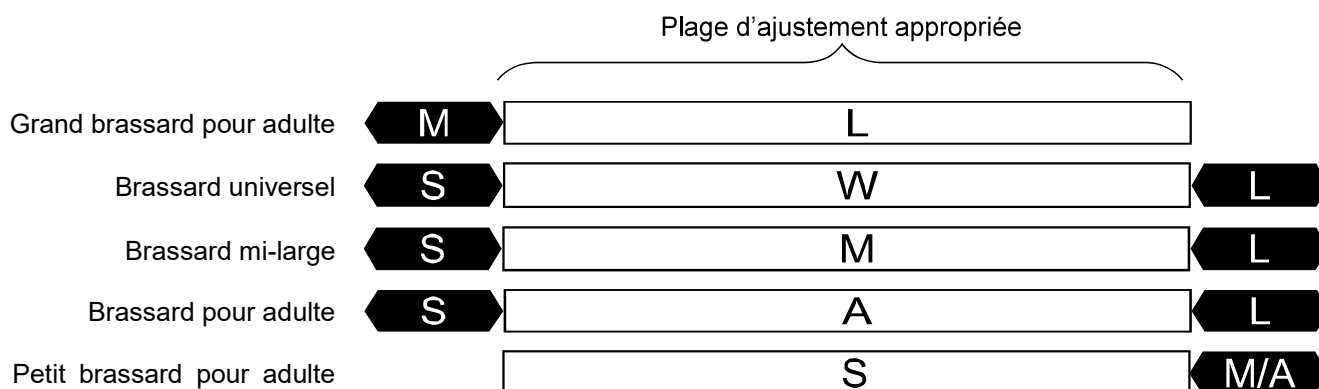 Plage d’ajustement appropriée
Grand brassard pour adulte M L
Brassard universel S W L
Brassard mi-large S M L
Brassard pour adulte S A L
Petit brassard pour adulte S M/A